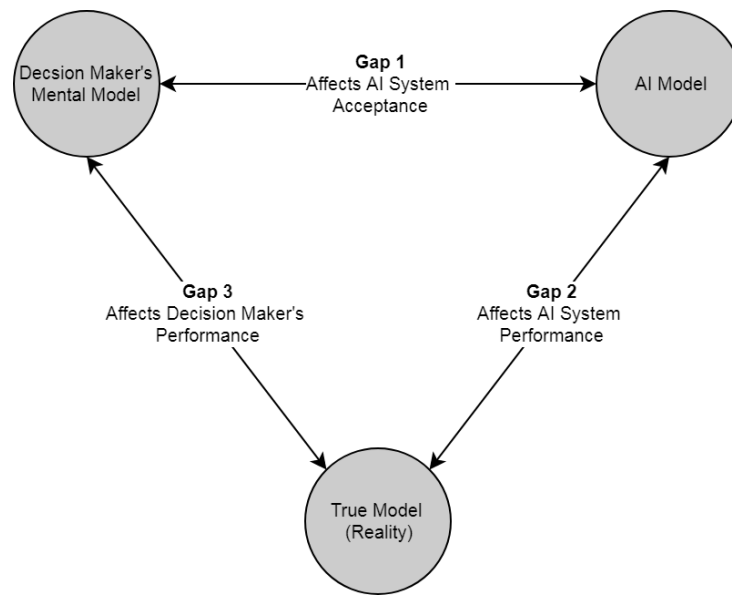 Decsion Maker's
Mental Model
Gap 1
Affects AI System
Acceptance
AI Model
Gap 3
Affects Decision Maker's
Performance
Gap 2
Affects AI System
Performance
True Model
(Reality)